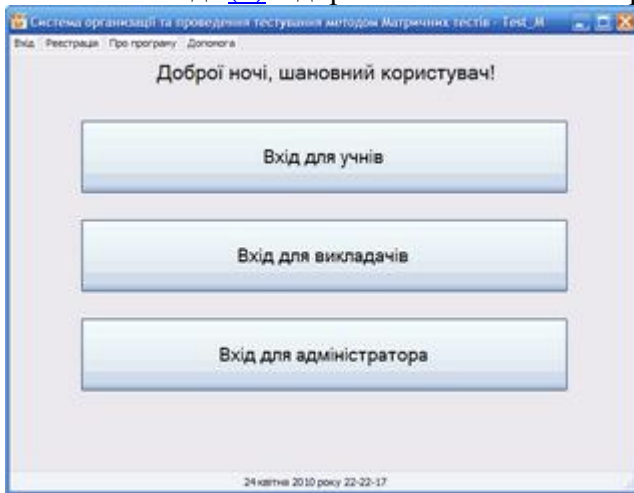 Система организації та проведення тестування методом Матричних тестів - Test_M
Вхід Реєстрація Про програму Допомога
Доброї ночі, шановний користувач!
Вхід для учнів
Вхід для викладачів
Вхід для адміністратора
24 квітня 2010 року 22-22-17